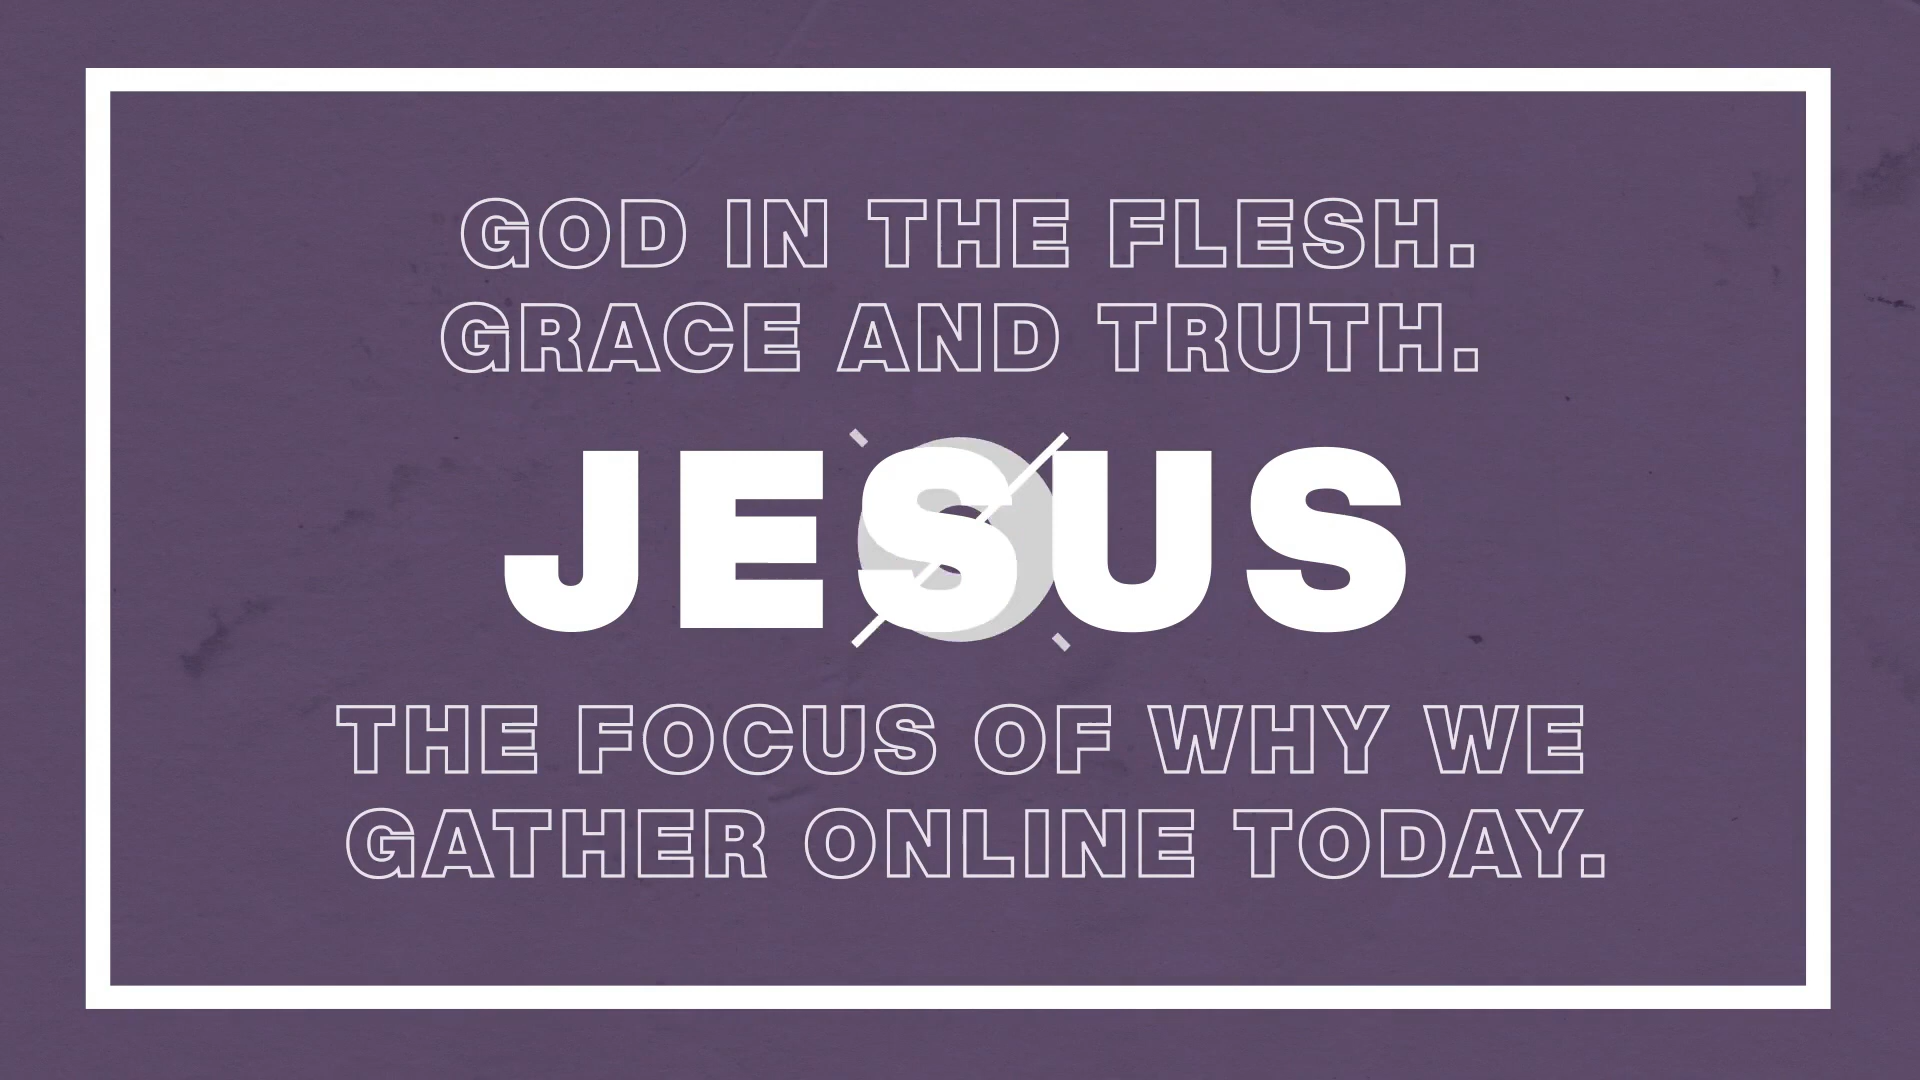 GOD IN THE FLESH.
GRACE AND TRUTH.
JESUS
THE FOCUS OF WHY WE
GATHER ONLINE TODAY.